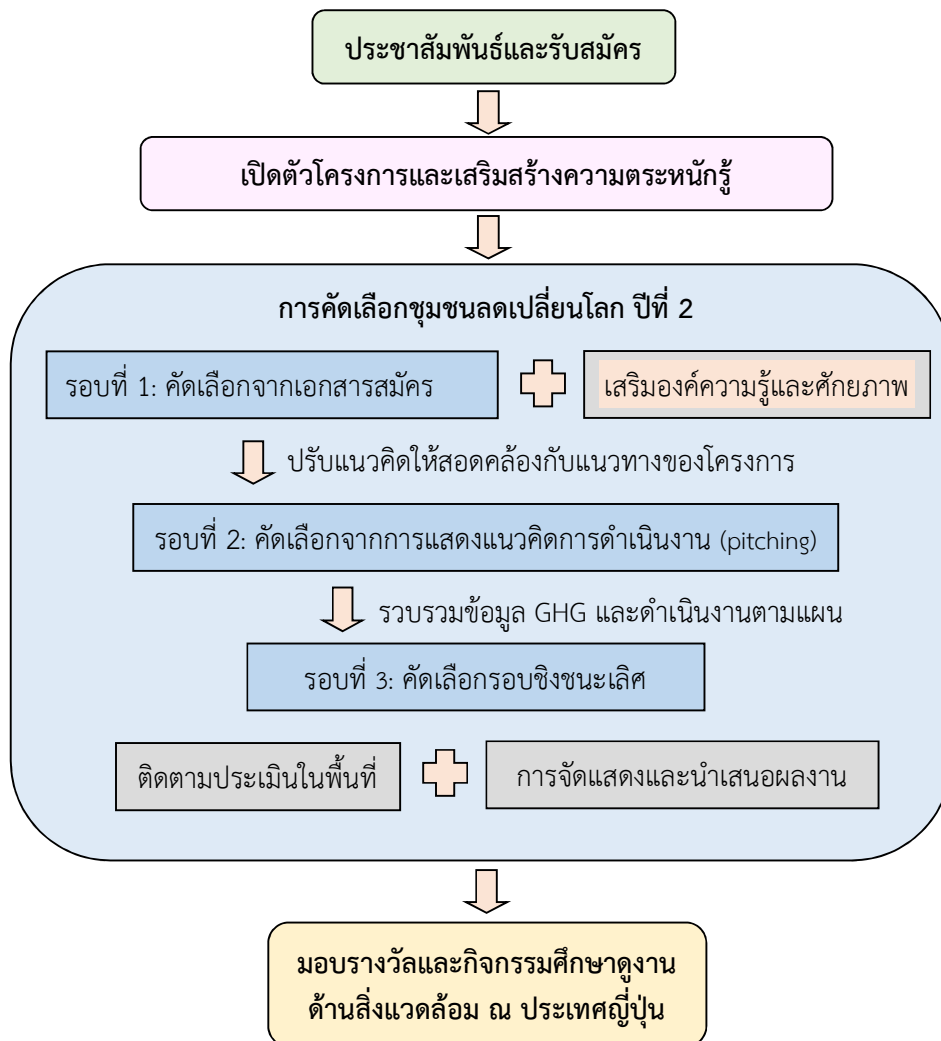 ประชาสัมพันธ์และรับสมัคร
เปิดตัวโครงการและเสริมสร้างความตระหนักรู้
การคัดเลือกชุมชนลดเปลี่ยนโลก ปีที่ 2
รอบที่ 1: คัดเลือกจากเอกสารสมัคร
เสริมองค์ความรู้และศักยภาพ
ปรับแนวคิดให้สอดคล้องกับแนวทางของโครงการ
รอบที่ 2: คัดเลือกจากการแสดงแนวคิดการดำเนินงาน (pitching)
รวบรวมข้อมูล GHG และดำเนินงานตามแผน
รอบที่ 3: คัดเลือกรอบชิงชนะเลิศ
ติดตามประเมินในพื้นที่
การจัดแสดงและนำเสนอผลงาน
มอบรางวัลและกิจกรรมศึกษาดูงาน
ด้านสิ่งแวดล้อม ณ ประเทศญี่ปุ่น